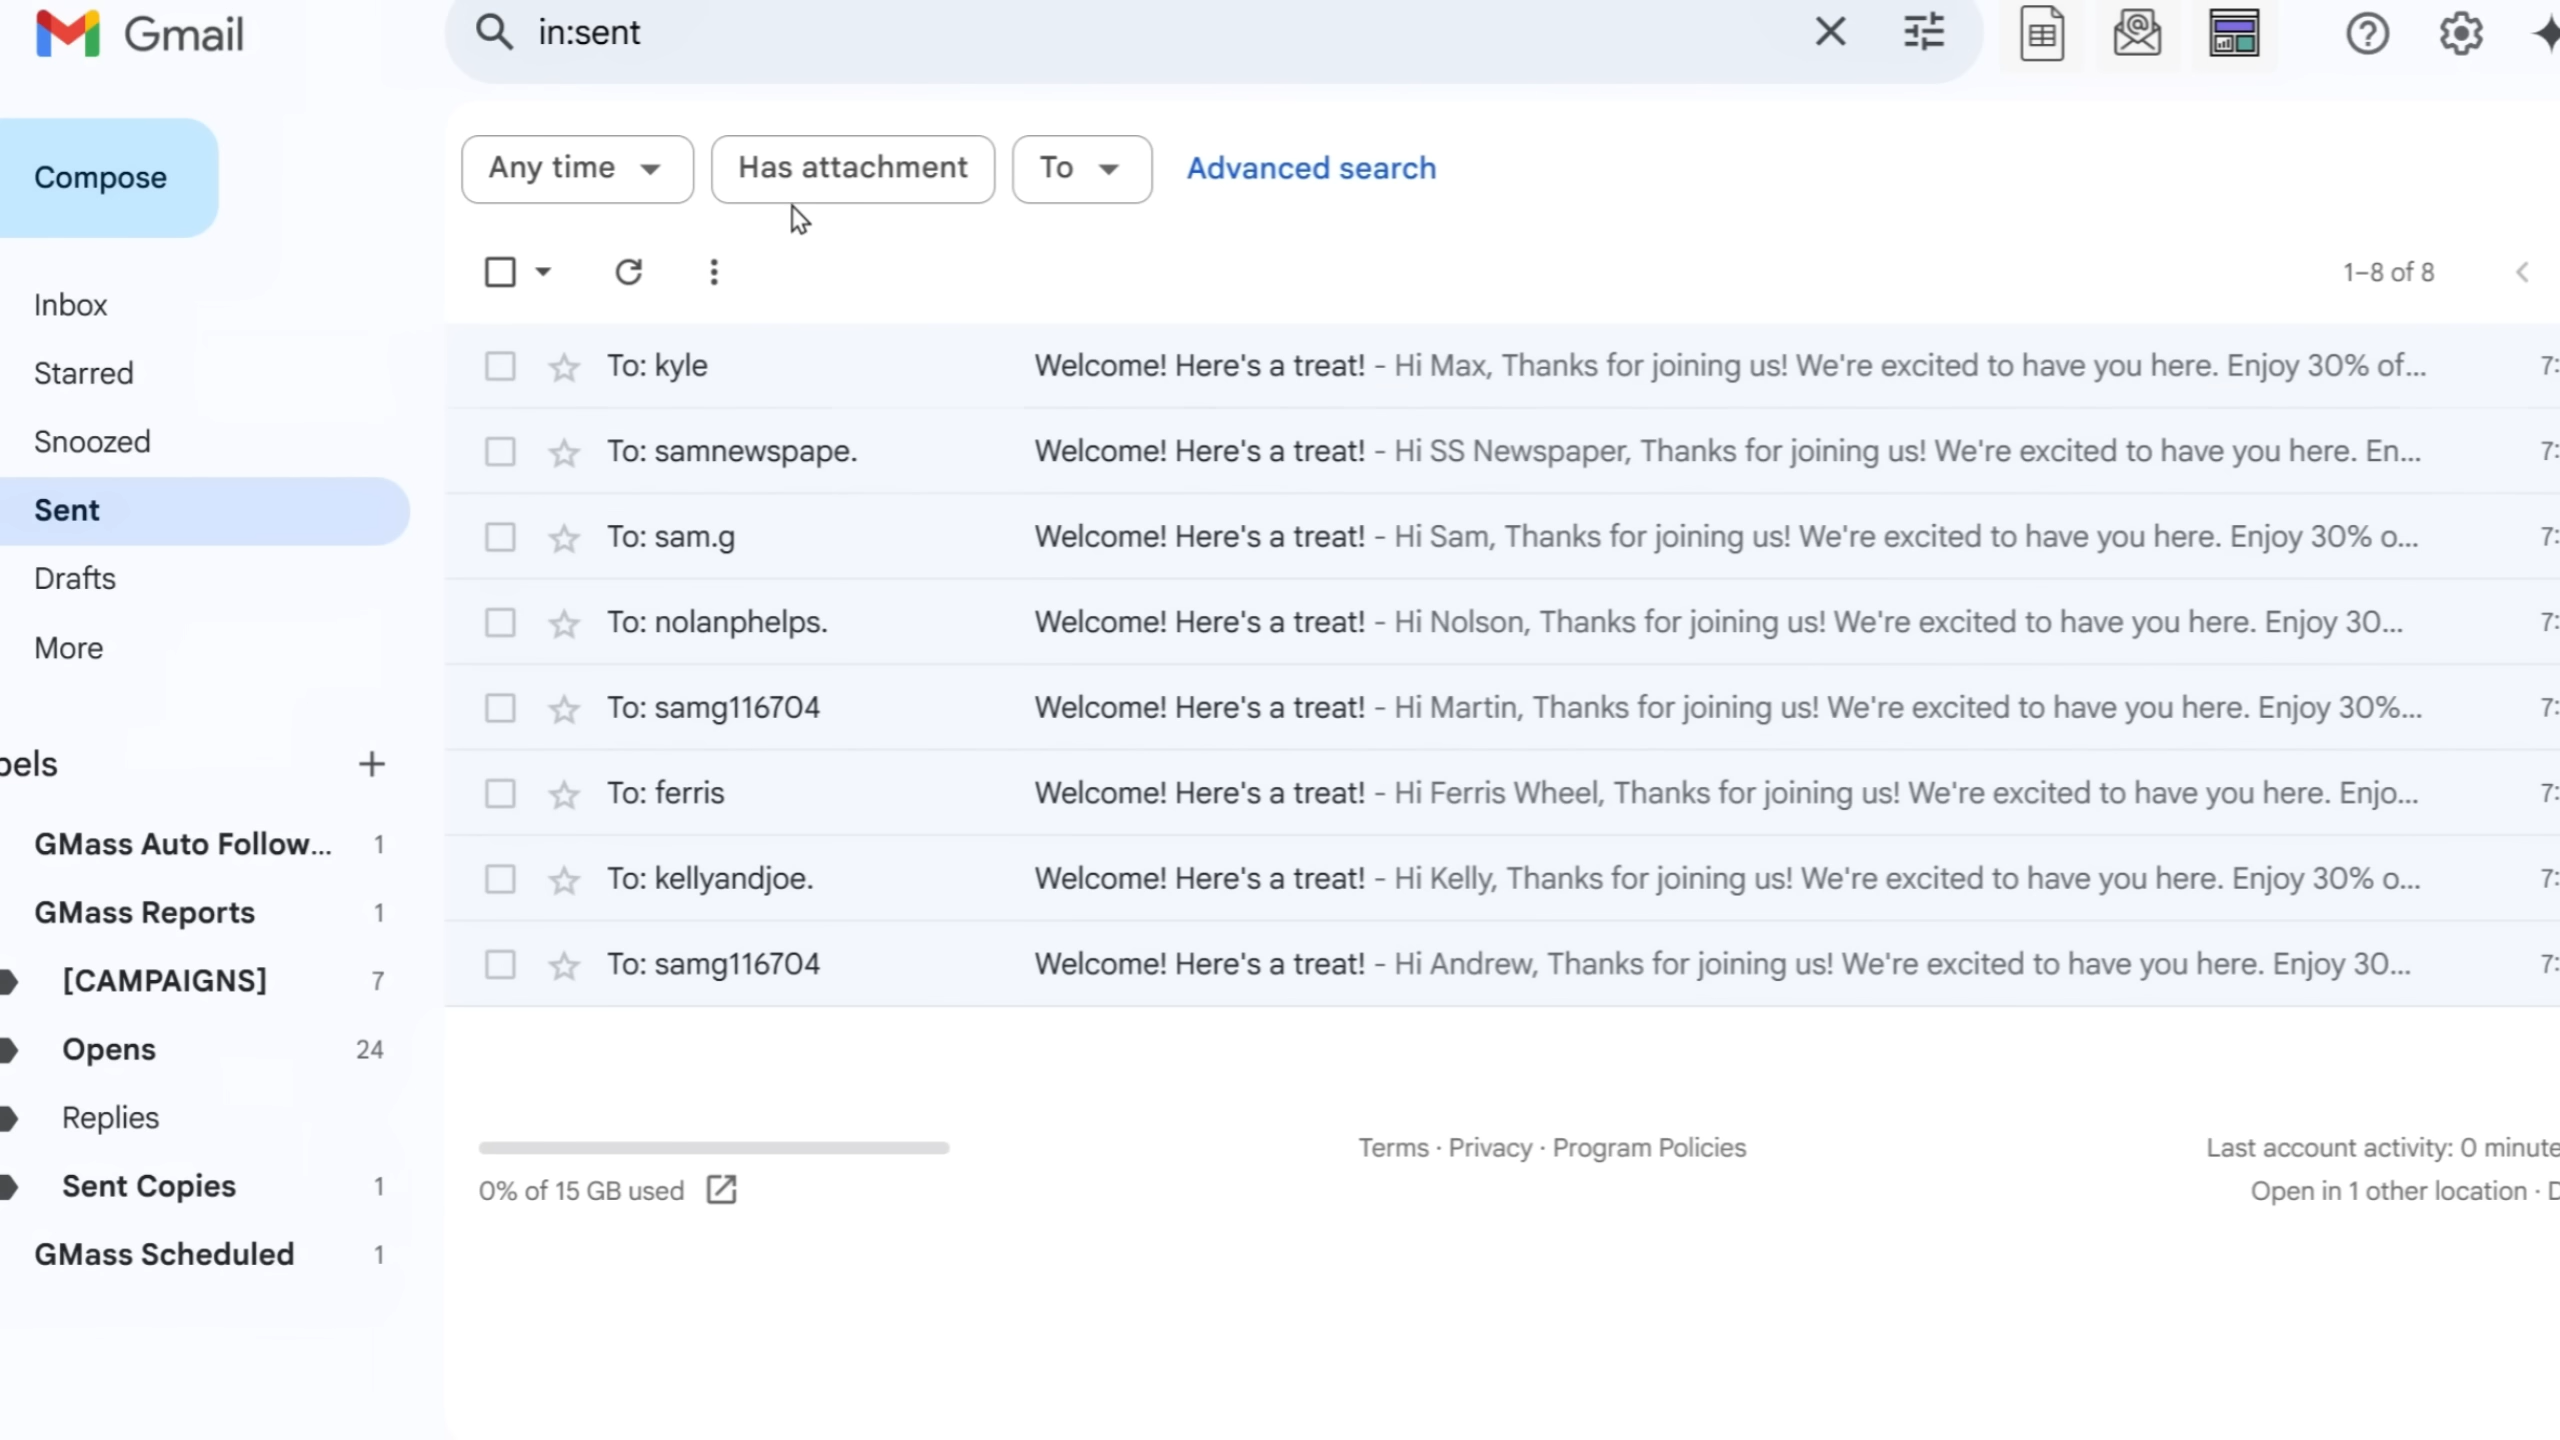 Gmail
in:sent
Compose
Any time
Has attachment
To
Advanced search
1–8 of 8
Inbox
Starred
Snoozed
Sent
Drafts
More
To: kyle Welcome! Here's a treat! - Hi Max, Thanks for joining us! We're excited to have you here. Enjoy 30% of... 7:
To: samnewspape. Welcome! Here's a treat! - Hi SS Newspaper, Thanks for joining us! We're excited to have you here. En... 7:
To: sam.g Welcome! Here's a treat! - Hi Sam, Thanks for joining us! We're excited to have you here. Enjoy 30% o... 7:
To: nolanphelps. Welcome! Here's a treat! - Hi Nolson, Thanks for joining us! We're excited to have you here. Enjoy 30... 7:
To: samg116704 Welcome! Here's a treat! - Hi Martin, Thanks for joining us! We're excited to have you here. Enjoy 30%... 7:
To: ferris Welcome! Here's a treat! - Hi Ferris Wheel, Thanks for joining us! We're excited to have you here. Enjo... 7:
To: kellyandjoe. Welcome! Here's a treat! - Hi Kelly, Thanks for joining us! We're excited to have you here. Enjoy 30% o... 7:
To: samg116704 Welcome! Here's a treat! - Hi Andrew, Thanks for joining us! We're excited to have you here. Enjoy 30... 7:
bels
GMass Auto Follow... 1
GMass Reports 1
[CAMPAIGNS] 7
Opens 24
Replies
Sent Copies 1
GMass Scheduled 1
0% of 15 GB used
Terms · Privacy · Program Policies
Last account activity: 0 minute
Open in 1 other location · D